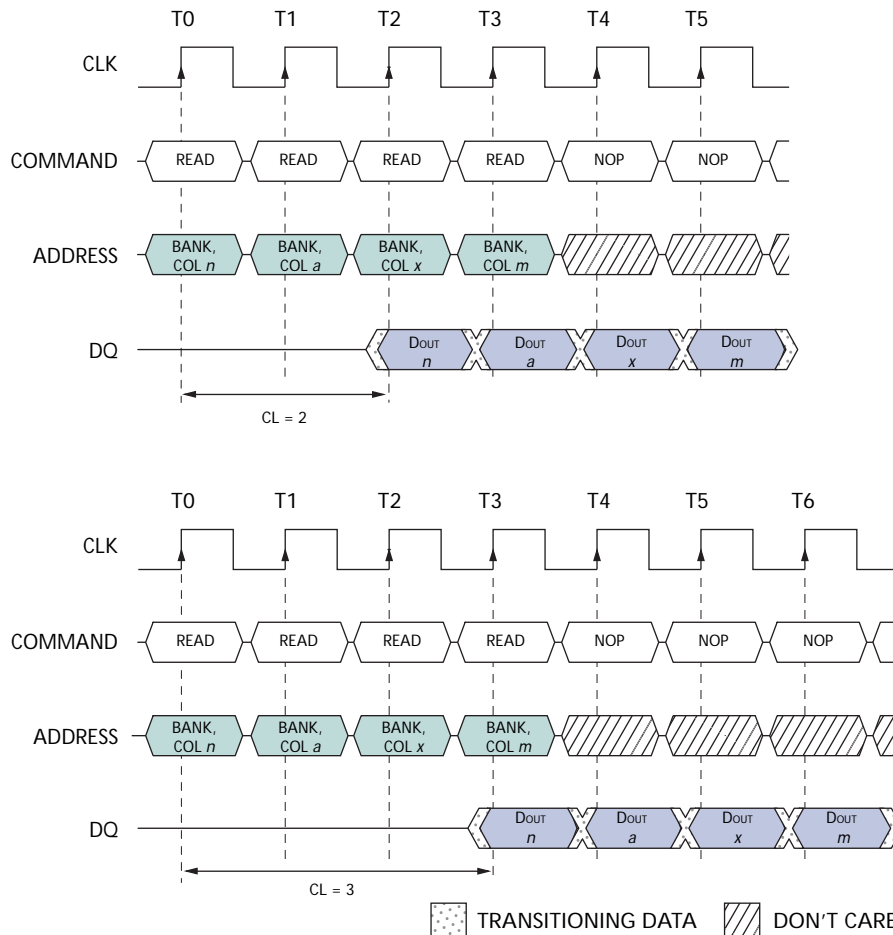 T0 T1 T2 T3 T4 T5
CLK
COMMAND READ READ READ READ NOP NOP
ADDRESS BANK, COL n BANK, COL a BANK, COL x BANK, COL m
DQ DOUT n DOUT a DOUT x DOUT m
CL = 2
T0 T1 T2 T3 T4 T5 T6
CLK
COMMAND READ READ READ READ NOP NOP NOP
ADDRESS BANK, COL n BANK, COL a BANK, COL x BANK, COL m
DQ DOUT n DOUT a DOUT x DOUT m
CL = 3
TRANSITIONING DATA DON'T CARE